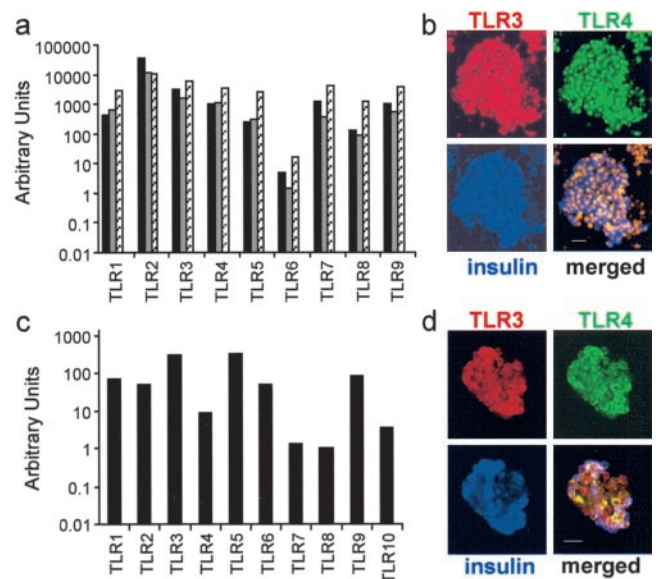 a
Arbitrary Units
100000
10000
1000
100
10
1
0.1
0.01
TLR1
TLR2
TLR3
TLR4
TLR5
TLR6
TLR7
TLR8
TLR9
b
TLR3 TLR4
insulin merged
c
Arbitrary Units
1000
100
10
1
0.1
0.01
TLR1
TLR2
TLR3
TLR4
TLR5
TLR6
TLR7
TLR8
TLR9
TLR10
d
TLR3 TLR4
insulin merged